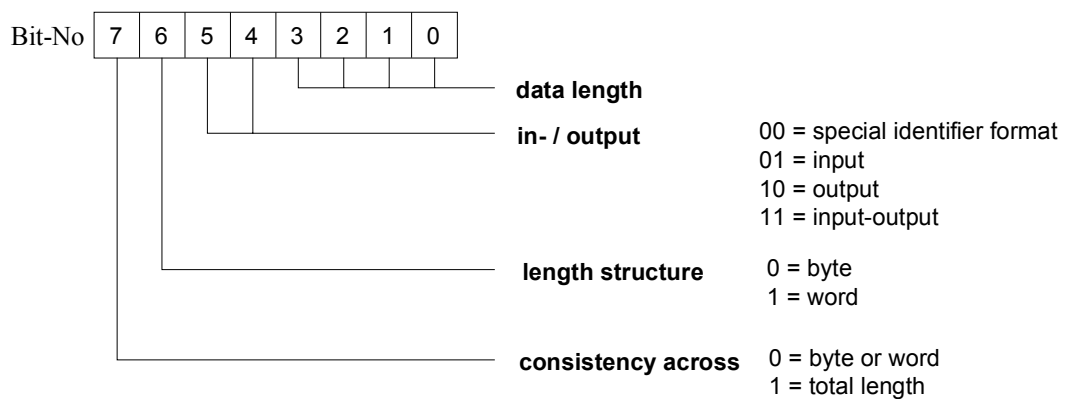 Bit-No 7 6 5 4 3 2 1 0
data length
in- / output
00 = special identifier format
01 = input
10 = output
11 = input-output
length structure
0 = byte
1 = word
consistency across
0 = byte or word
1 = total length